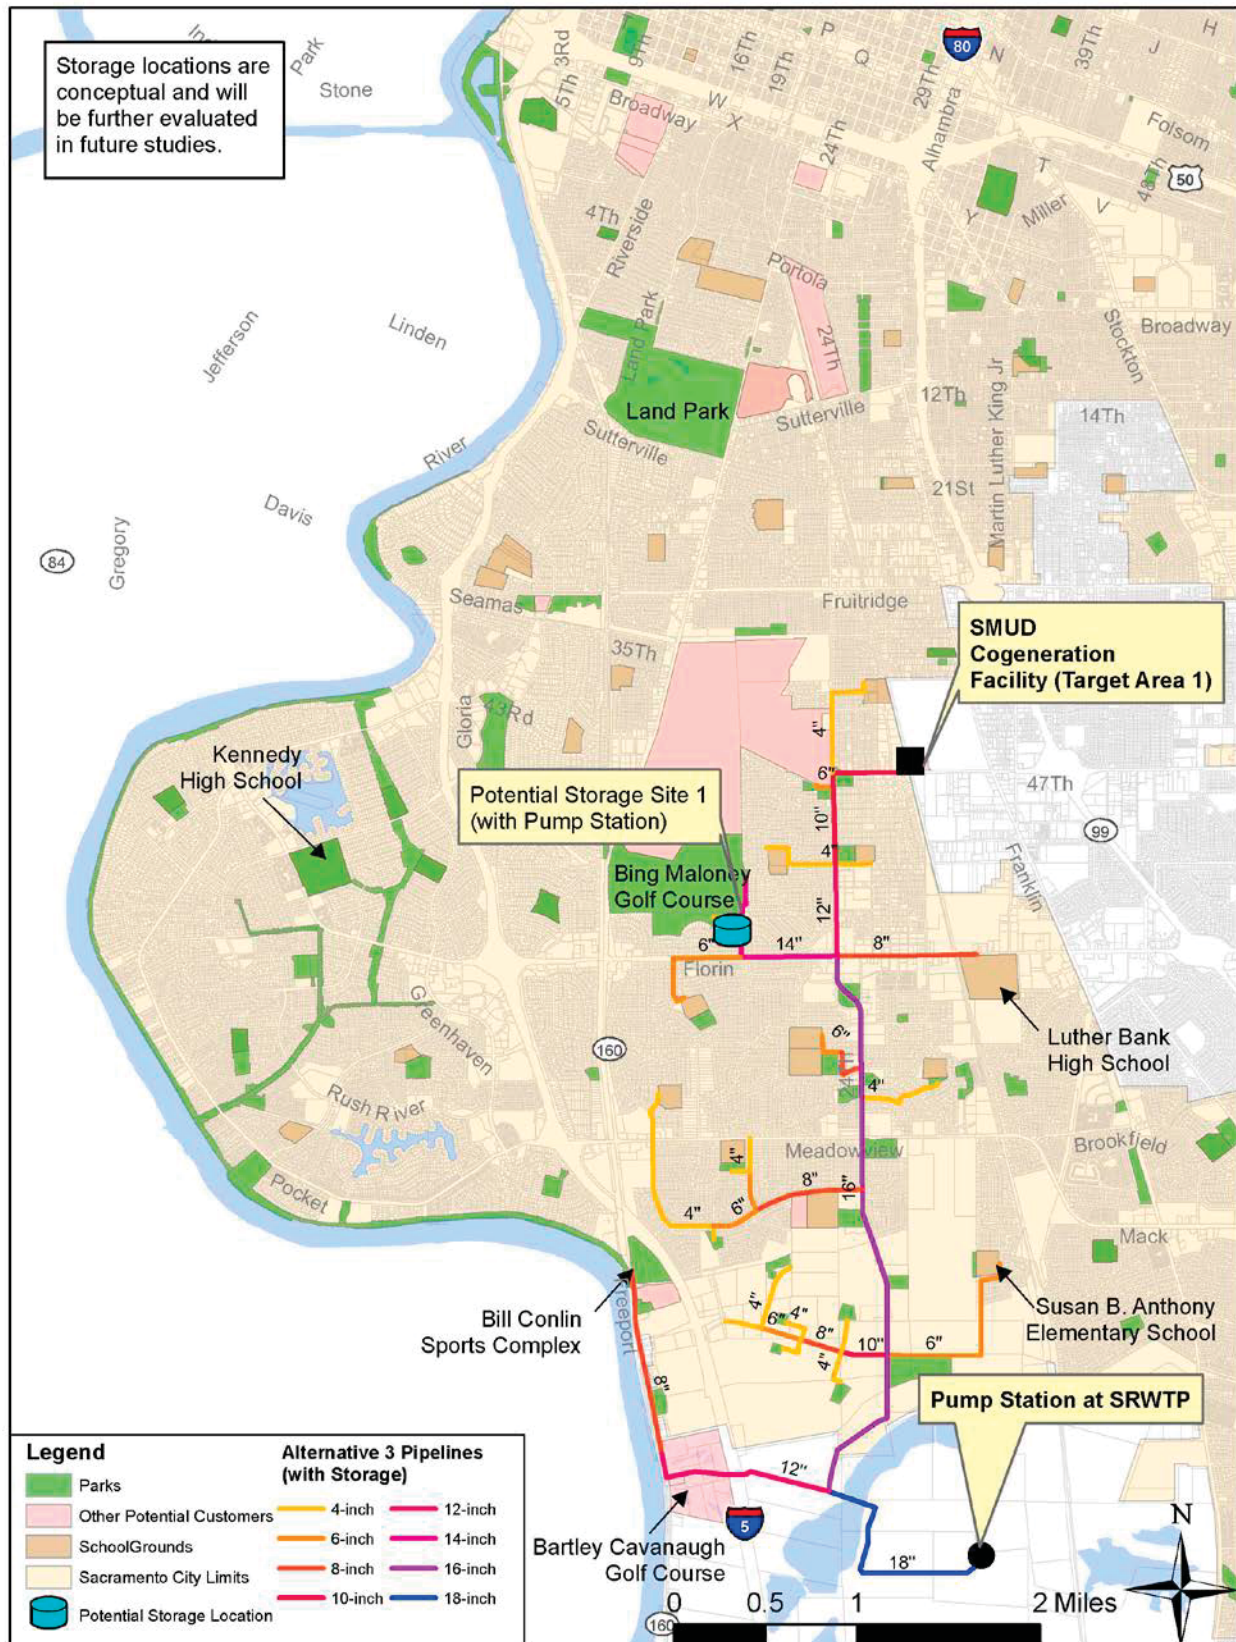 Storage locations are
conceptual and will
be further evaluated
in future studies.
Park
Stone
3Rd
5Th
9Th
16Th
19Th
P
Q
N
J
H
80
39Th
29Th
Broadway
W
X
24Th
Alhambra
Folsom
T
48Th
50
Y
Miller
V
4Th
Riverside
Portola
Jefferson
Linden
Land Park
24Th
Stockton
Broadway
Land Park
Sutterville
Sutterville
12Th
Martin Luther King Jr
14Th
River
21St
Davis
Gregory
84
Seamas
Fruitridge
35Th
SMUD
Cogeneration
Facility (Target Area 1)
43Rd
Gloria
4"
Kennedy
High School
6"
47Th
Potential Storage Site 1
(with Pump Station)
10"
99
4"
Franklin
Bing Maloney
Golf Course
12"
6"
14"
8"
Florin
Greenhaven
160
6"
Luther Bank
High School
24Th
4"
Rush River
Meadowview
Brookfield
4"
8"
16"
Pocket
4"
6"
Mack
Freeport
4"
4"
6"
8"
10"
6"
4"
Bill Conlin
Sports Complex
Susan B. Anthony
Elementary School
8"
Pump Station at SRWTP
12"
5
Bartley Cavanaugh
Golf Course
18"
N
0
0.5
1
2 Miles
160
Legend
Parks
Other Potential Customers
SchoolGrounds
Sacramento City Limits
Potential Storage Location
Alternative 3 Pipelines
(with Storage)
4-inch
6-inch
8-inch
10-inch
12-inch
14-inch
16-inch
18-inch